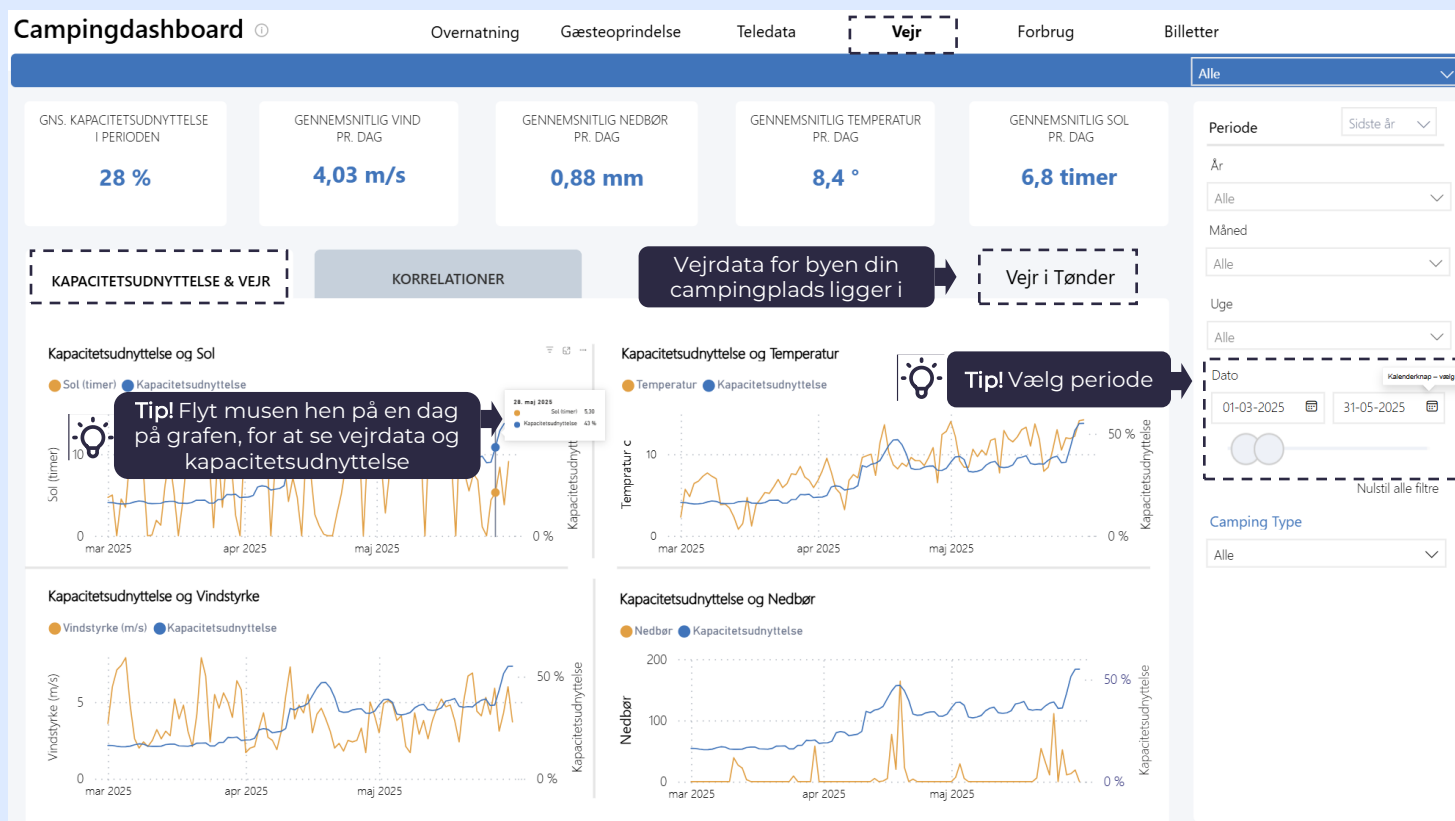 Campingdashboard
Overnatning
Gæsteoprindelse
Teledata
Vejr
Forbrug
Billetter
Alle
GNS. KAPACITETSUDNYTTELSE
I PERIODEN
28 %
GENNEMSNITLIG VIND
PR. DAG
4,03 m/s
GENNEMSNITLIG NEDBØR
PR. DAG
0,88 mm
GENNEMSNITLIG TEMPERATUR
PR. DAG
8,4 °
GENNEMSNITLIG SOL
PR. DAG
6,8 timer
Periode
Sidste år
År
Alle
Måned
Alle
Uge
Alle
Dato
Kalenderknap – vælg
01-03-2025
31-05-2025
Nulstil alle filtre
Camping Type
Alle
KAPACITETSUDNYTTELSE & VEJR
KORRELATIONER
Vejrdata for byen din
campingplads ligger i
Vejr i Tønder
Kapacitetsudnyttelse og Sol
Sol (timer) Kapacitetsudnyttelse
Tip! Flyt musen hen på en dag
på grafen, for at se vejrdata og
kapacitetsudnyttelse
28. maj 2025
Sol (timer) 5,30
Kapacitetsudnyttelse 43 %
Sol (timer)
10
0
0 %
Kapacitetsudnytt
mar 2025
apr 2025
maj 2025
Kapacitetsudnyttelse og Temperatur
Temperatur Kapacitetsudnyttelse
Tip! Vælg periode
Tempratur c
10
0
50 %
0 %
Kapacitetsudnyttelse
mar 2025
apr 2025
maj 2025
Kapacitetsudnyttelse og Vindstyrke
Vindstyrke (m/s) Kapacitetsudnyttelse
Vindstyrke (m/s)
5
0
50 %
0 %
Kapacitetsudnyttelse
mar 2025
apr 2025
maj 2025
Kapacitetsudnyttelse og Nedbør
Nedbør Kapacitetsudnyttelse
Nedbør
200
100
0
50 %
0 %
Kapacitetsudnyttelse
mar 2025
apr 2025
maj 2025